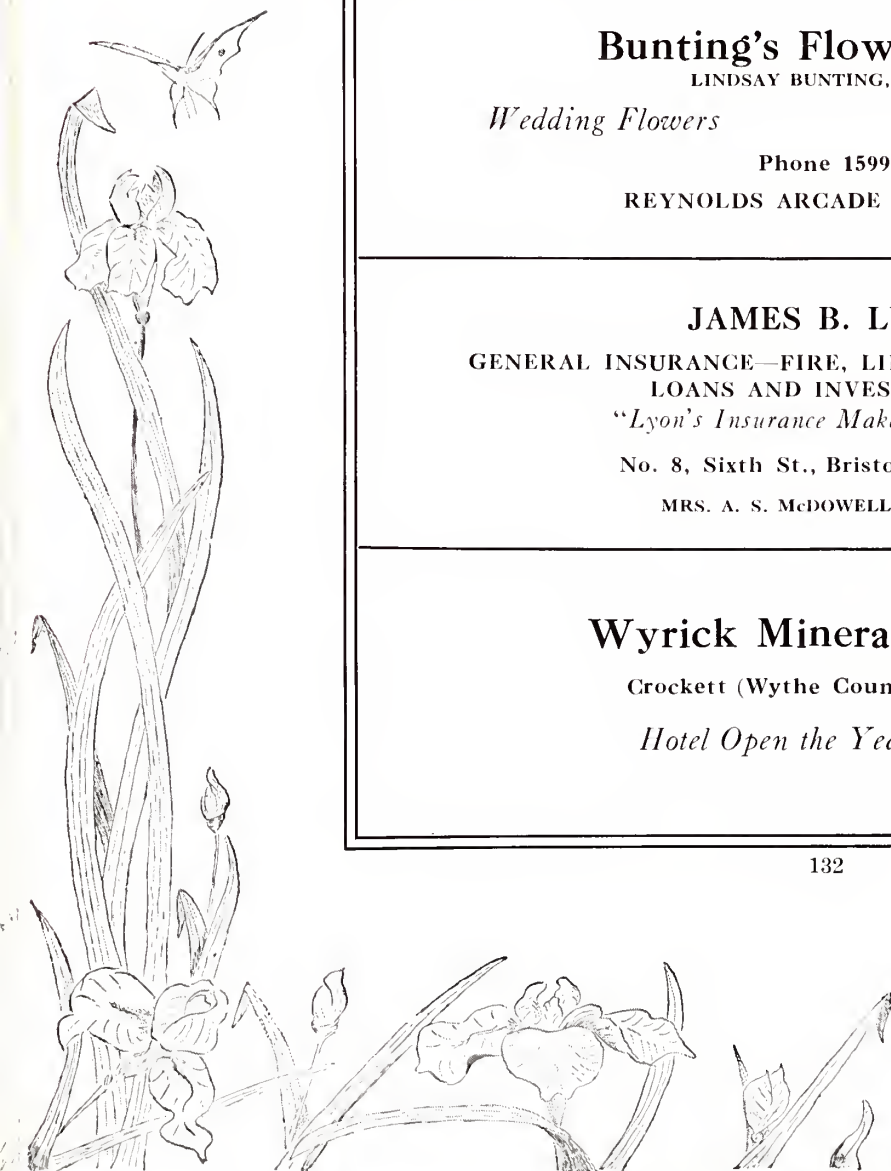 Bunting's Flow
LINDSAY BUNTING,
Wedding Flowers
Phone 1599
REYNOLDS ARCADE
JAMES B. L
GENERAL INSURANCE—FIRE, LI
LOANS AND INVES
"Lyon's Insurance Mak
No. 8, Sixth St., Bristo
MRS. A. S. McDOWELL
Wyrick Minera
Crockett (Wythe Coun
Hotel Open the Yea
132